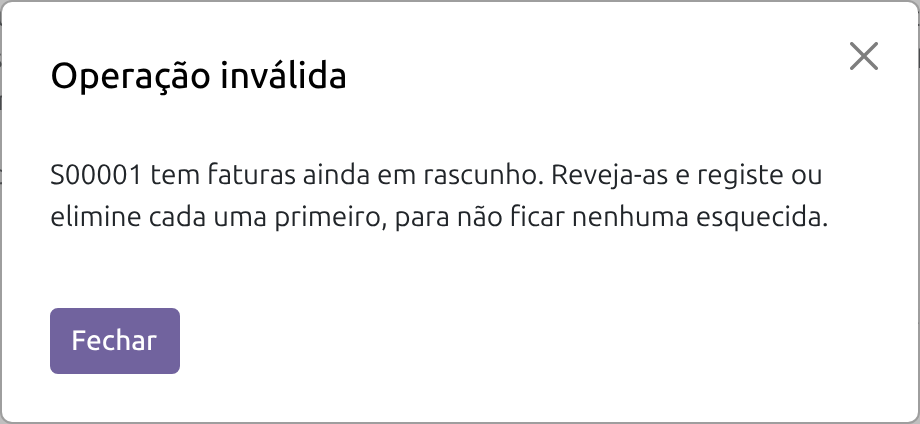 Operação inválida
S00001 tem faturas ainda em rascunho. Reveja-as e registe ou
elimine cada uma primeiro, para não ficar nenhuma esquecida.
Fechar